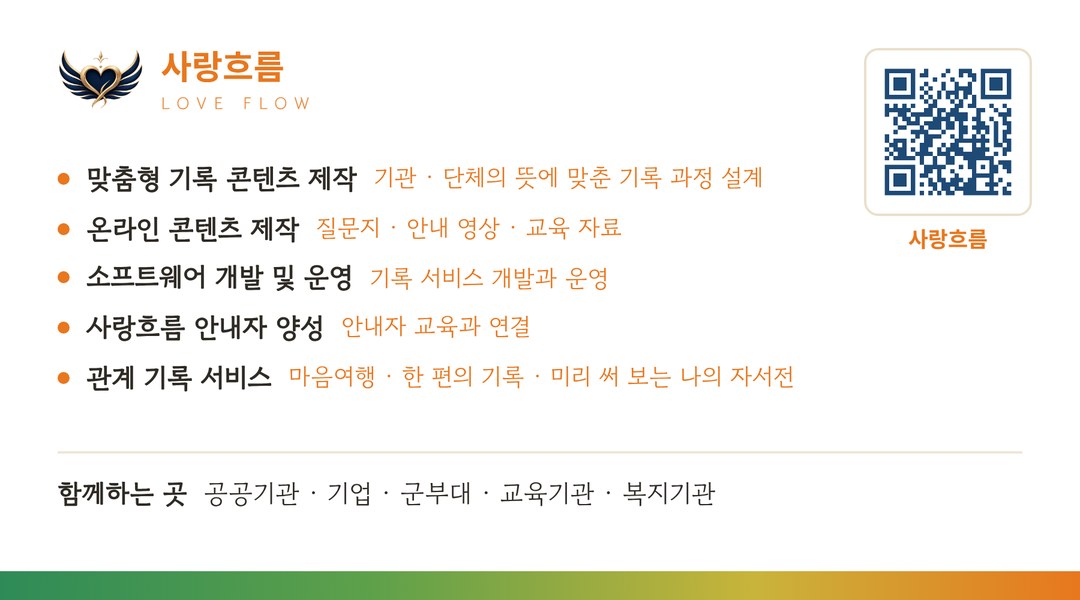 사랑흐름
LOVE FLOW
맞춤형 기록 콘텐츠 제작 기관 · 단체의 뜻에 맞춘 기록 과정 설계
온라인 콘텐츠 제작 질문지 · 안내 영상 · 교육 자료
소프트웨어 개발 및 운영 기록 서비스 개발과 운영
사랑흐름 안내자 양성 안내자 교육과 연결
관계 기록 서비스 마음여행 · 한 편의 기록 · 미리 써 보는 나의 자서전
사랑흐름
함께하는 곳 공공기관 · 기업 · 군부대 · 교육기관 · 복지기관